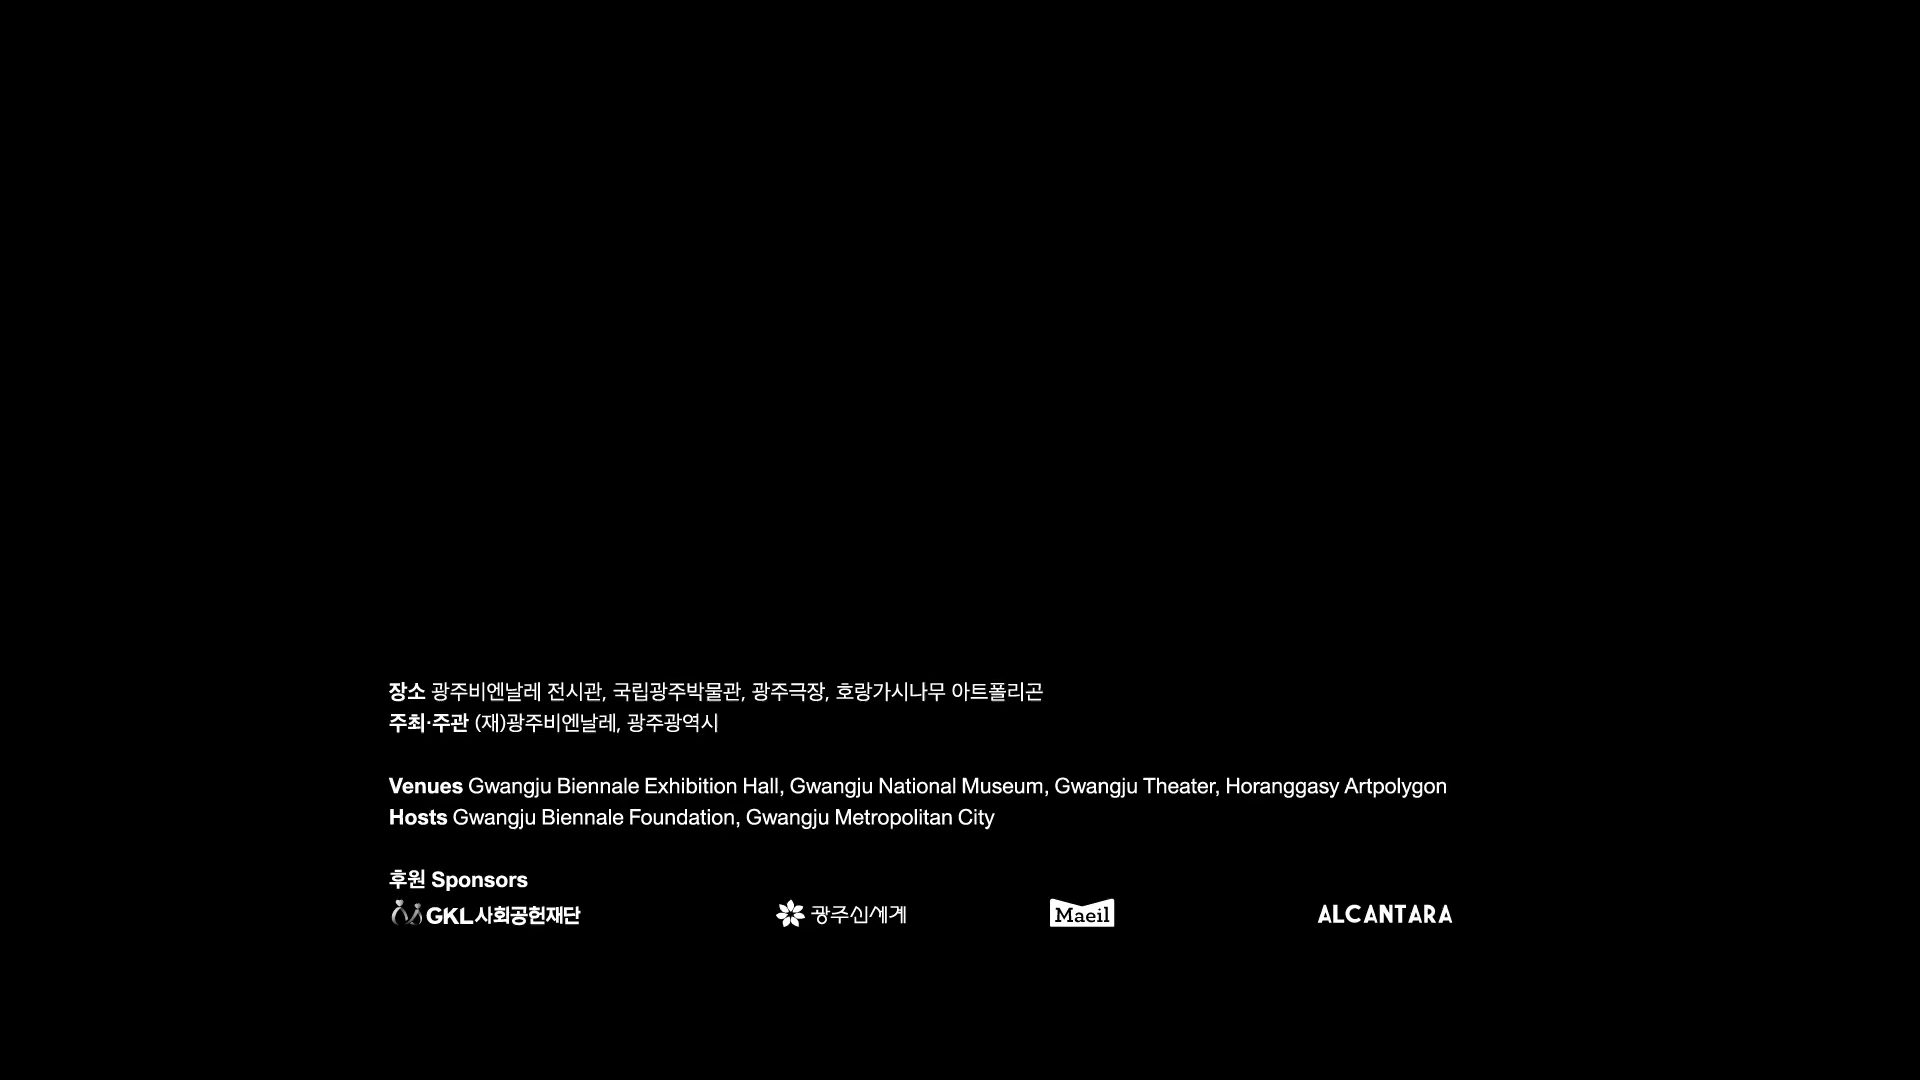 장소 광주비엔날레 전시관, 국립광주박물관, 광주극장, 호랑가시나무 아트폴리곤
주최·주관 (재)광주비엔날레, 광주광역시
Venues Gwangju Biennale Exhibition Hall, Gwangju National Museum, Gwangju Theater, Horanggasy Artpolygon
Hosts Gwangju Biennale Foundation, Gwangju Metropolitan City
후원 Sponsors
GKL사회공헌재단 광주신세계 Maeil ALCANTARA